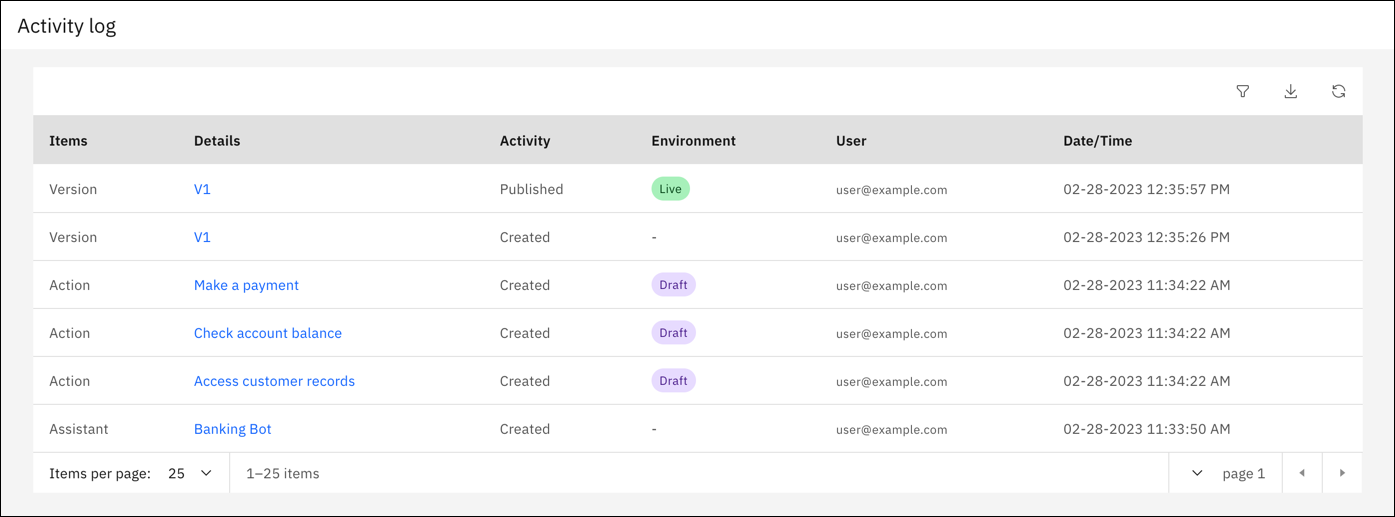 Activity log
Items Details Activity Environment User Date/Time
Version V1 Published Live user@example.com 02-28-2023 12:35:57 PM
Version V1 Created - user@example.com 02-28-2023 12:35:26 PM
Action Make a payment Created Draft user@example.com 02-28-2023 11:34:22 AM
Action Check account balance Created Draft user@example.com 02-28-2023 11:34:22 AM
Action Access customer records Created Draft user@example.com 02-28-2023 11:34:22 AM
Assistant Banking Bot Created - user@example.com 02-28-2023 11:33:50 AM
Items per page: 25 1–25 items page 1